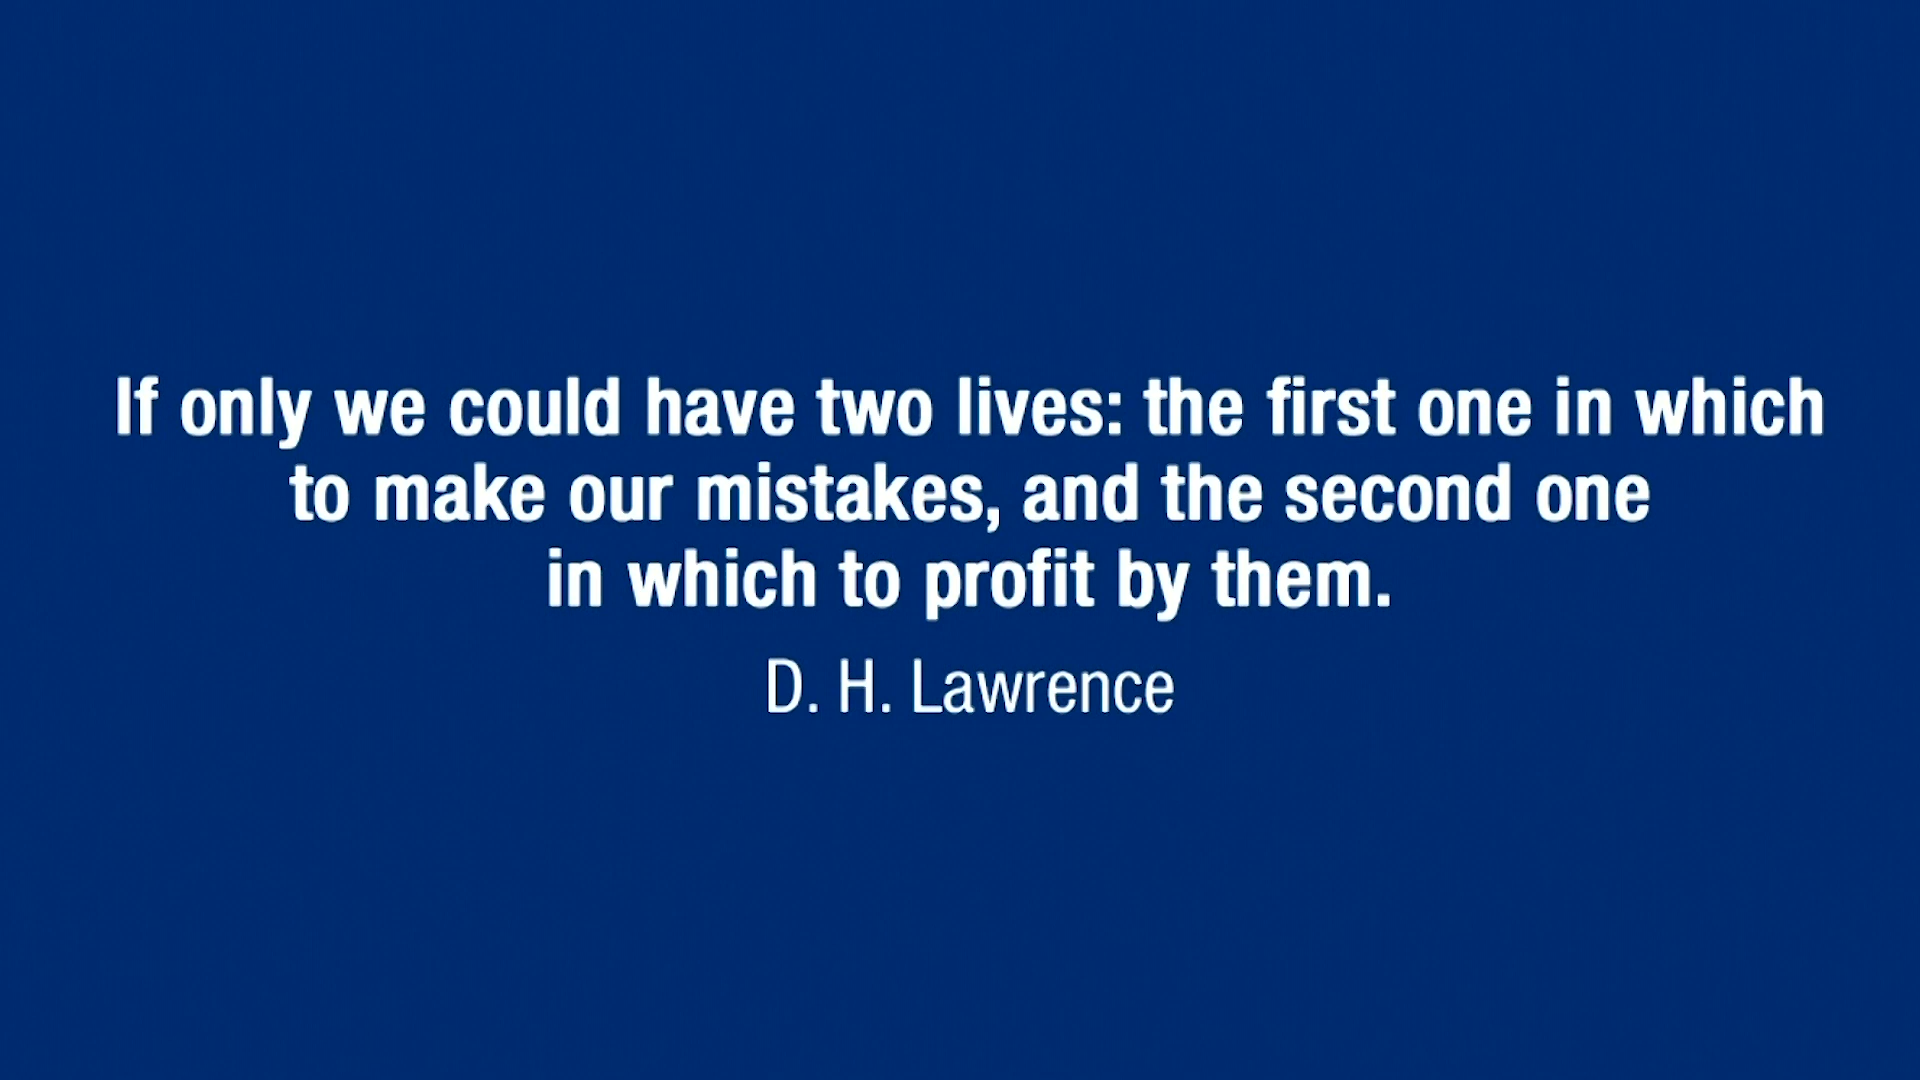 If only we could have two lives: the first one in which
to make our mistakes, and the second one
in which to profit by them.
D. H. Lawrence